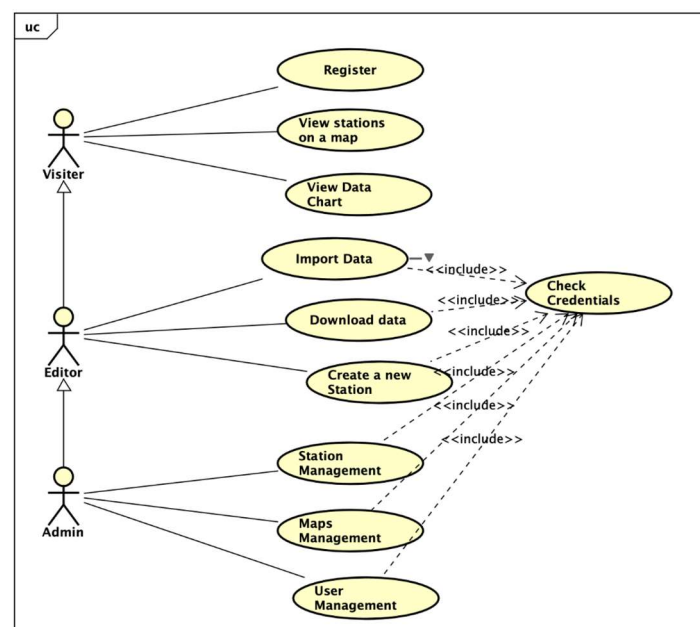 uc
Register
View stations
on a map
Visiter
View Data
Chart
Import Data
<<include>>
Check
Credentials
<<include>>
Download data
<<include>>
Editor
Create a new
Station
<<include>>
<<include>>
<<include>>
Station
Management
Admin
Maps
Management
User
Management